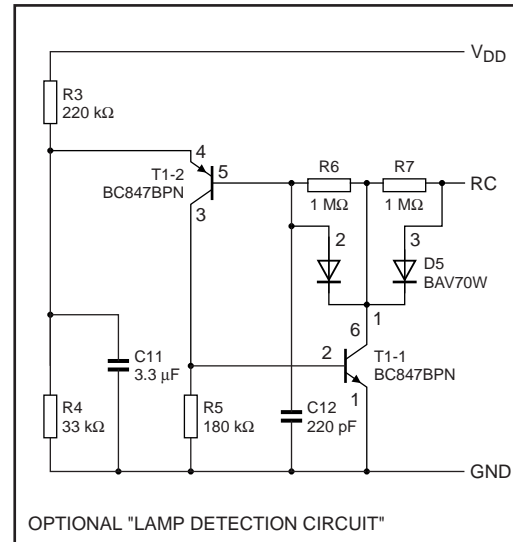 VDD
R3
220 kΩ
4
T1-2
BC847BPN
5
3
R6
1 MΩ
R7
1 MΩ
RC
2
3
D5
BAV70W
1
6
2
T1-1
BC847BPN
1
C11
3.3 μF
R4
33 kΩ
R5
180 kΩ
C12
220 pF
GND
OPTIONAL "LAMP DETECTION CIRCUIT"